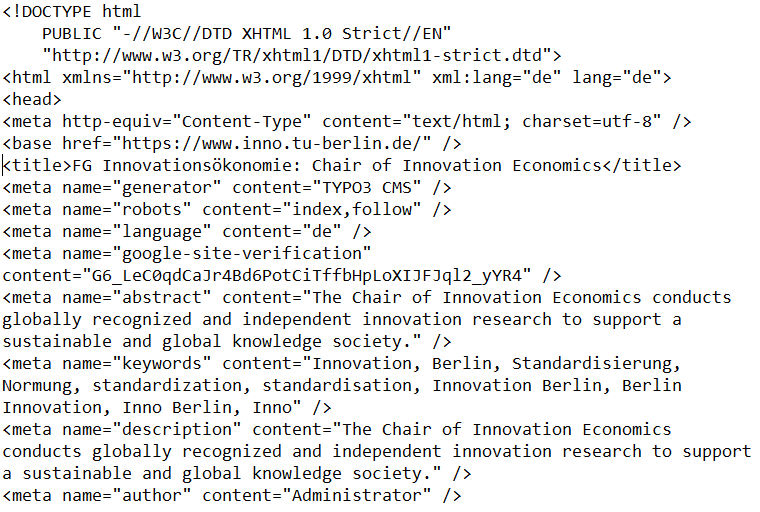 <!DOCTYPE html
PUBLIC "-//W3C//DTD XHTML 1.0 Strict//EN"
"http://www.w3.org/TR/xhtml1/DTD/xhtml1-strict.dtd">
<html xmlns="http://www.w3.org/1999/xhtml" xml:lang="de" lang="de">
<head>
<meta http-equiv="Content-Type" content="text/html; charset=utf-8" />
<base href="https://www.inno.tu-berlin.de/" />
<title>FG Innovationsökonomie: Chair of Innovation Economics</title>
<meta name="generator" content="TYPO3 CMS" />
<meta name="robots" content="index,follow" />
<meta name="language" content="de" />
<meta name="google-site-verification"
content="G6_LeC0qdCaJr4Bd6PotCiTffbHpLoXIJFJql2_yYR4" />
<meta name="abstract" content="The Chair of Innovation Economics conducts
globally recognized and independent innovation research to support a
sustainable and global knowledge society." />
<meta name="keywords" content="Innovation, Berlin, Standardisierung,
Normung, standardization, standardisation, Innovation Berlin, Berlin
Innovation, Inno Berlin, Inno" />
<meta name="description" content="The Chair of Innovation Economics
conducts globally recognized and independent innovation research to support
a sustainable and global knowledge society." />
<meta name="author" content="Administrator" />